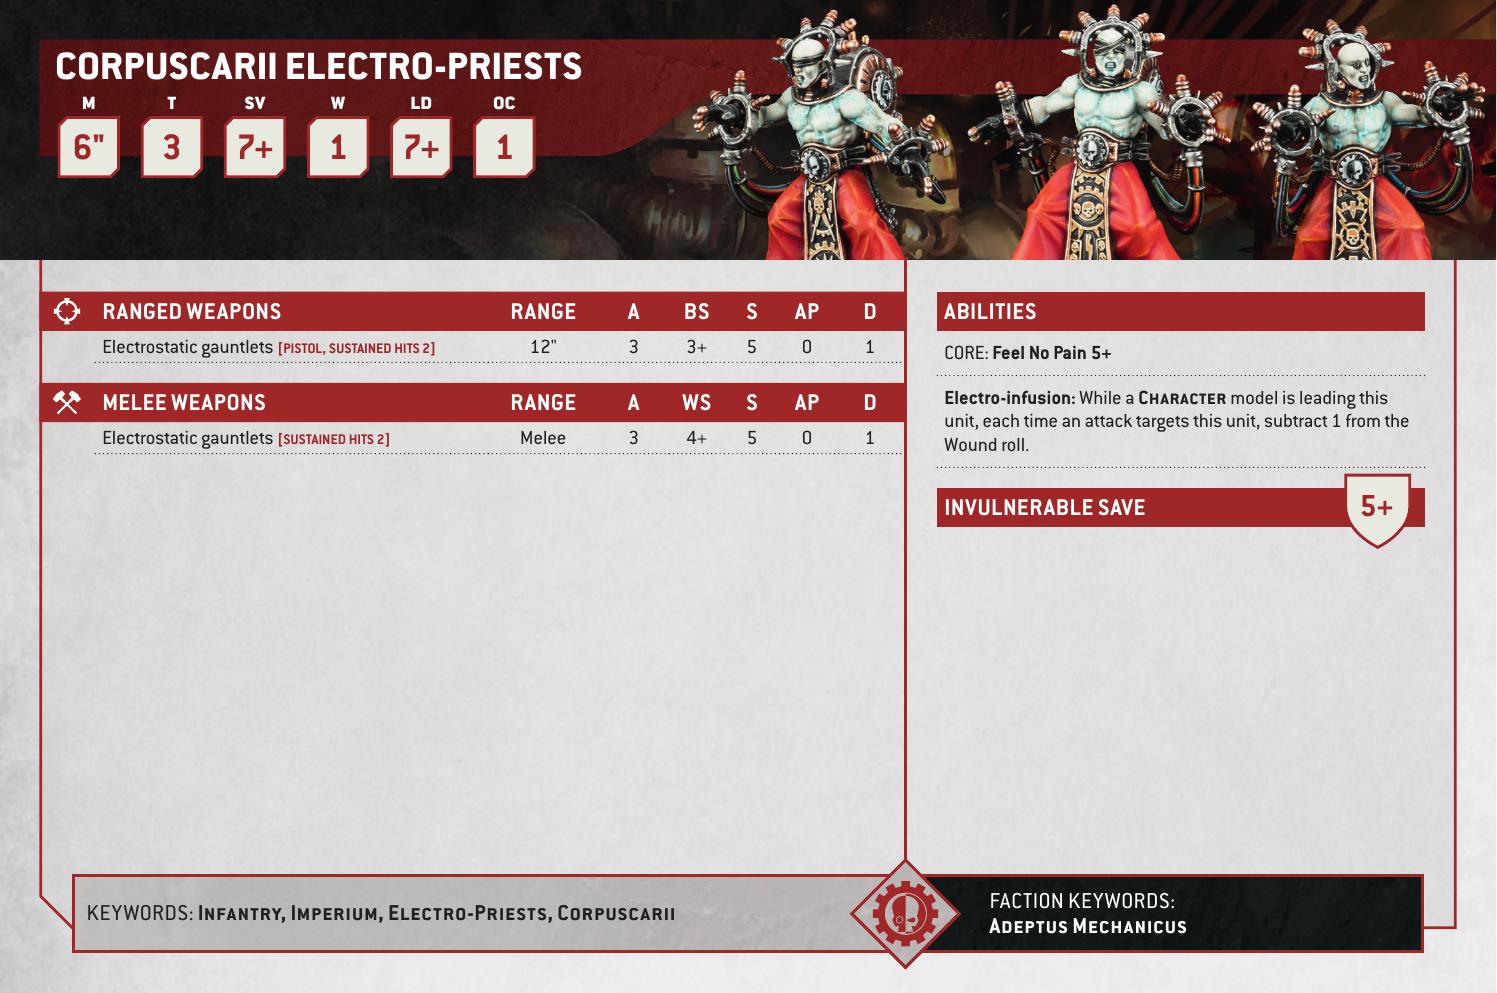 CORPUSCARII ELECTRO-PRIESTS
M T SV W LD OC
6" 3 7+ 1 7+ 1
RANGED WEAPONS RANGE A BS S AP D
Electrostatic gauntlets [PISTOL, SUSTAINED HITS 2] 12" 3 3+ 5 0 1
MELEE WEAPONS RANGE A WS S AP D
Electrostatic gauntlets [SUSTAINED HITS 2] Melee 3 4+ 5 0 1
ABILITIES
CORE: Feel No Pain 5+
Electro-infusion: While a CHARACTER model is leading this
unit, each time an attack targets this unit, subtract 1 from the
Wound roll.
INVULNERABLE SAVE 5+
KEYWORDS: INFANTRY, IMPERIUM, ELECTRO-PRIESTS, CORPUSCARII
FACTION KEYWORDS:
ADEPTUS MECHANICUS